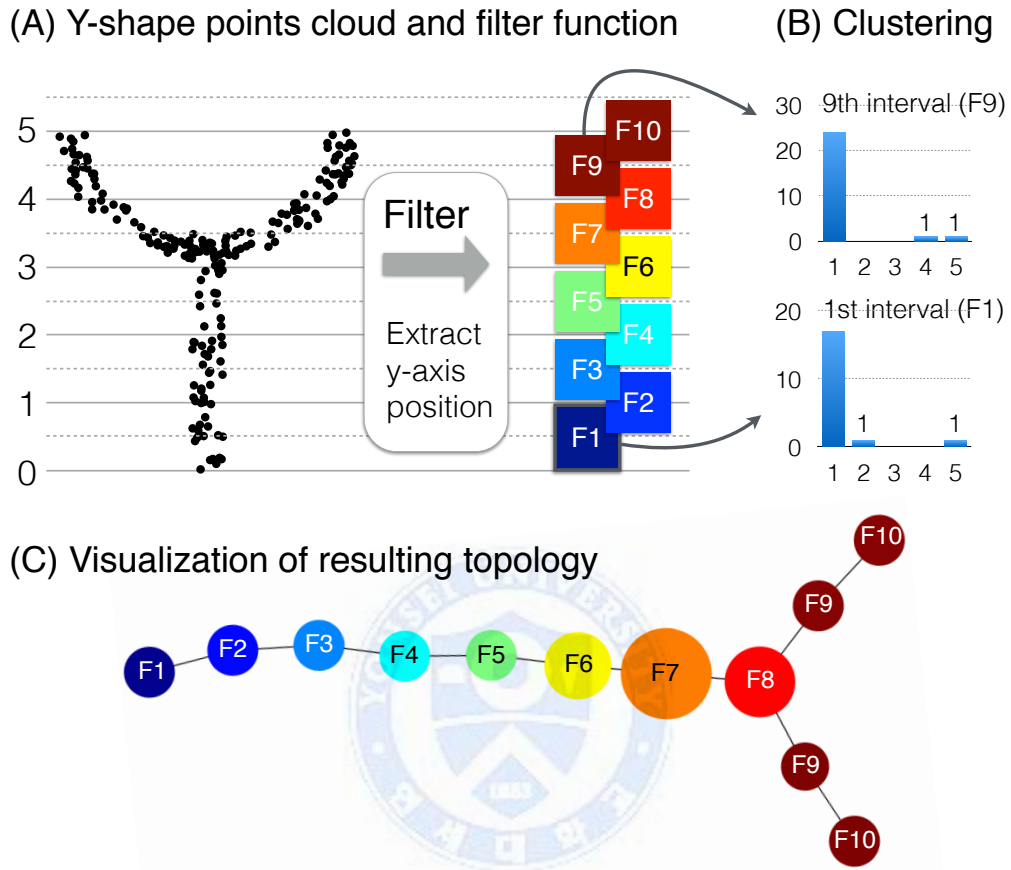 (A) Y-shape points cloud and filter function
5
4
3
2
1
0
Filter
Extract
y-axis
position
F10
F9
F8
F7
F6
F5
F4
F3
F2
F1
(B) Clustering
9th interval (F9)
30
20
10
0
1 1
1 2 3 4 5
1st interval (F1)
20
10
0
1 1
1 2 3 4 5
(C) Visualization of resulting topology
YONSEI UNIVERSITY
1885
F1
F2
F3
F4
F5
F6
F7
F8
F9
F10
F9
F10